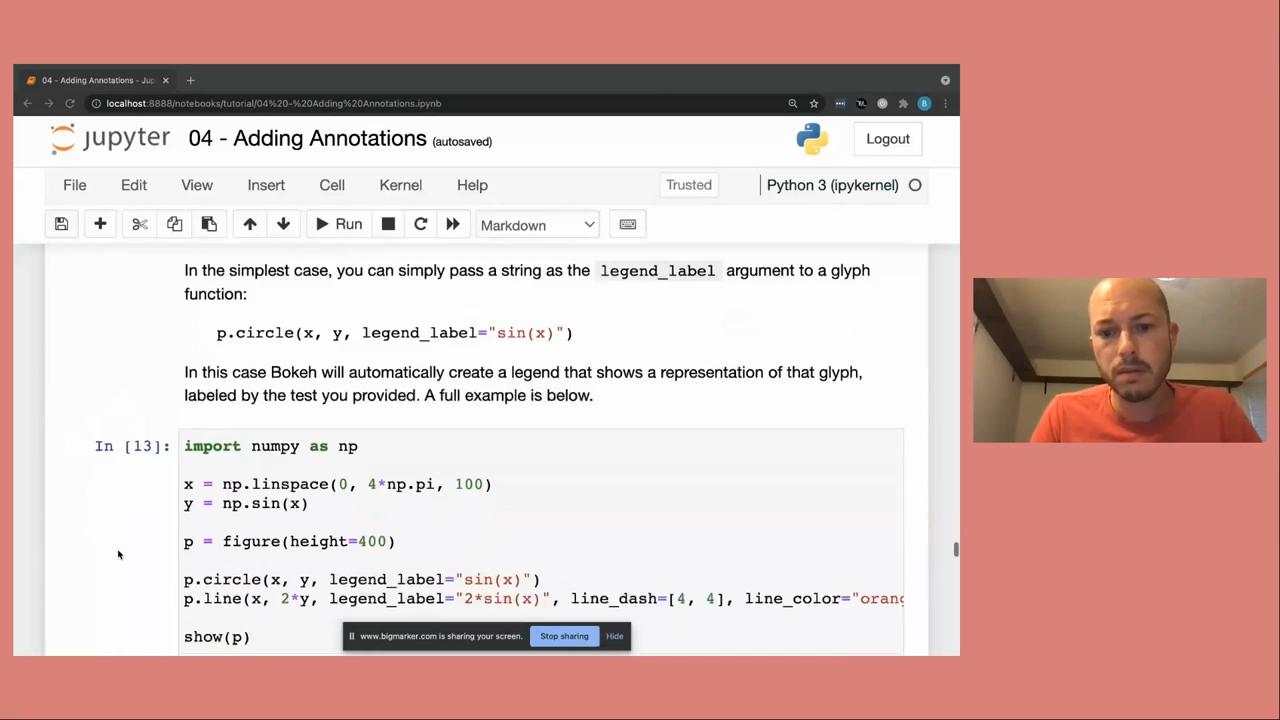 04 - Adding Annotations - Jup
localhost:8888/notebooks/tutorial/04%20-%20Adding%20Annotations.ipynb
B
jupyter 04 - Adding Annotations (autosaved)
Logout
File Edit View Insert Cell Kernel Help
Trusted
Python 3 (ipykernel)
Run
Markdown
In the simplest case, you can simply pass a string as the legend_label argument to a glyph
function:
p.circle(x, y, legend_label="sin(x)")
In this case Bokeh will automatically create a legend that shows a representation of that glyph,
labeled by the test you provided. A full example is below.
In [13]:
import numpy as np
x = np.linspace(0, 4*np.pi, 100)
y = np.sin(x)
p = figure(height=400)
p.circle(x, y, legend_label="sin(x)")
p.line(x, 2*y, legend_label="2*sin(x)", line_dash=[4, 4], line_color="orang
show(p)
www.bigmarker.com is sharing your screen. Stop sharing Hide